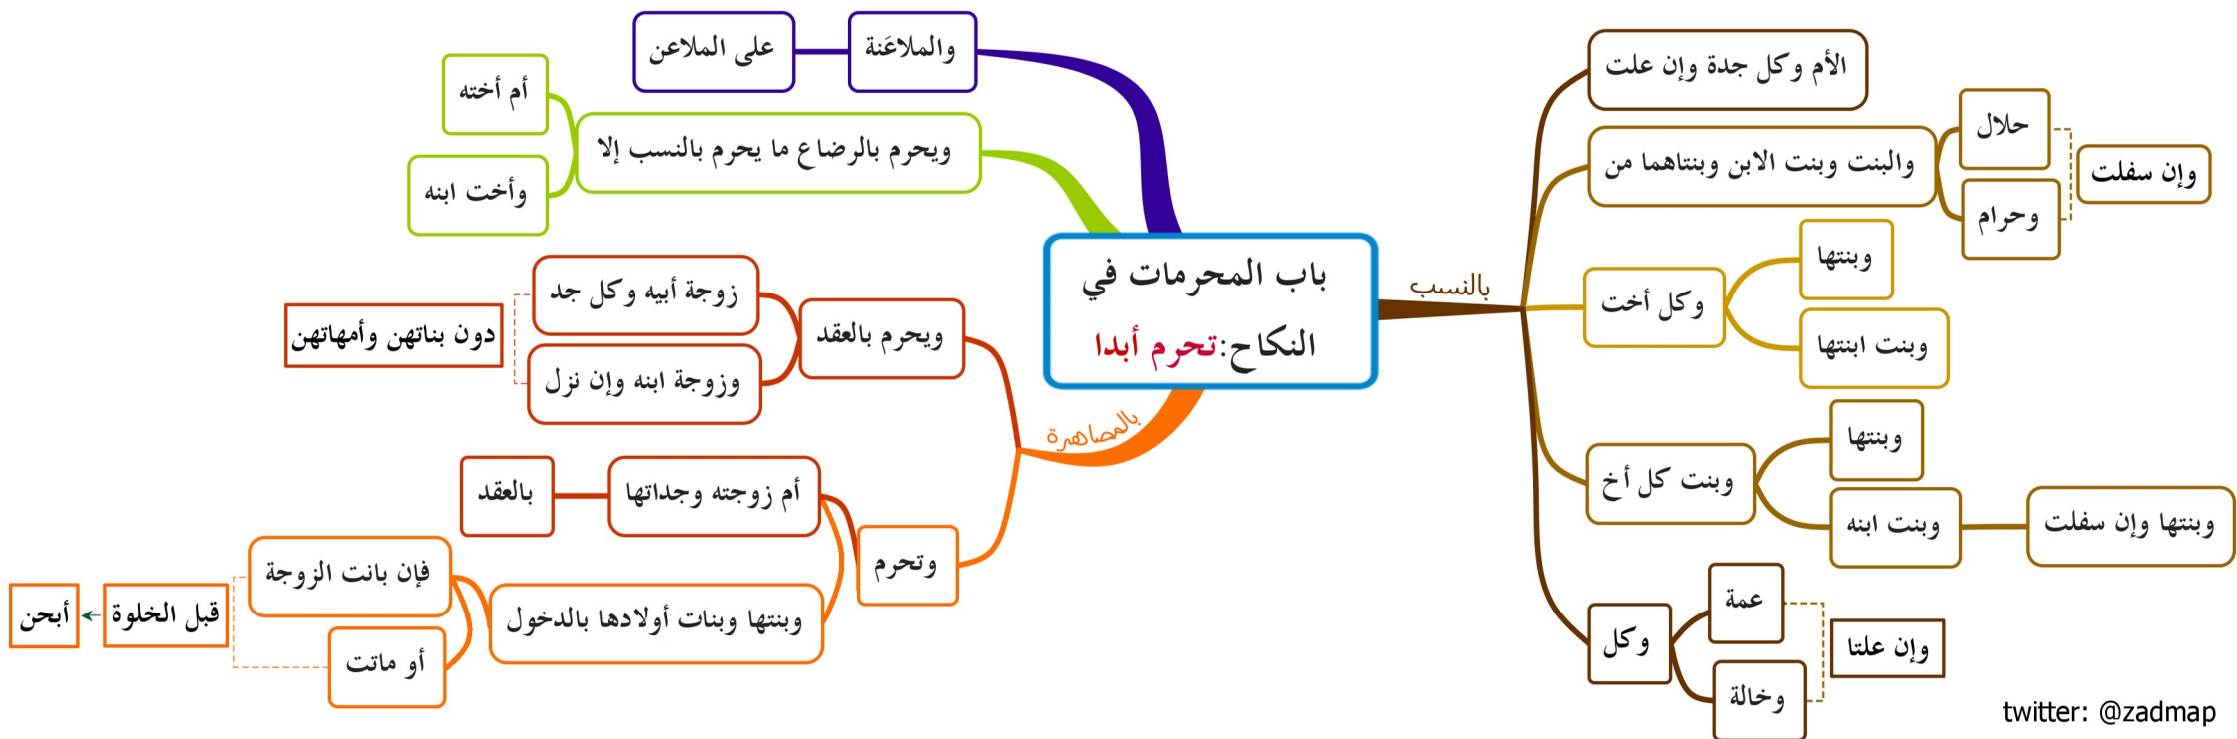 باب المحرمات في
النكاح:تحرم أبدا
بالنسب
الأم وكل جدة وإن علت
والبنت وبنت الابن وبنتاهما من
حلال
وحرام
وإن سفلت
وكل أخت
وبنتها
وبنت ابنتها
وبنت كل أخ
وبنتها
وبنت ابنه
وبنتها وإن سفلت
وكل
عمة
وخالة
وإن علتا
والملاعَنة
على الملاعن
ويحرم بالرضاع ما يحرم بالنسب إلا
أم أخته
وأخت ابنه
بالمصاهرة
ويحرم بالعقد
زوجة أبيه وكل جد
وزوجة ابنه وإن نزل
دون بناتهن وأمهاتهن
وتحرم
أم زوجته وجداتها
بالعقد
وبنتها وبنات أولادها بالدخول
فإن بانت الزوجة
أو ماتت
قبل الخلوة
أبحن
twitter: @zadmap